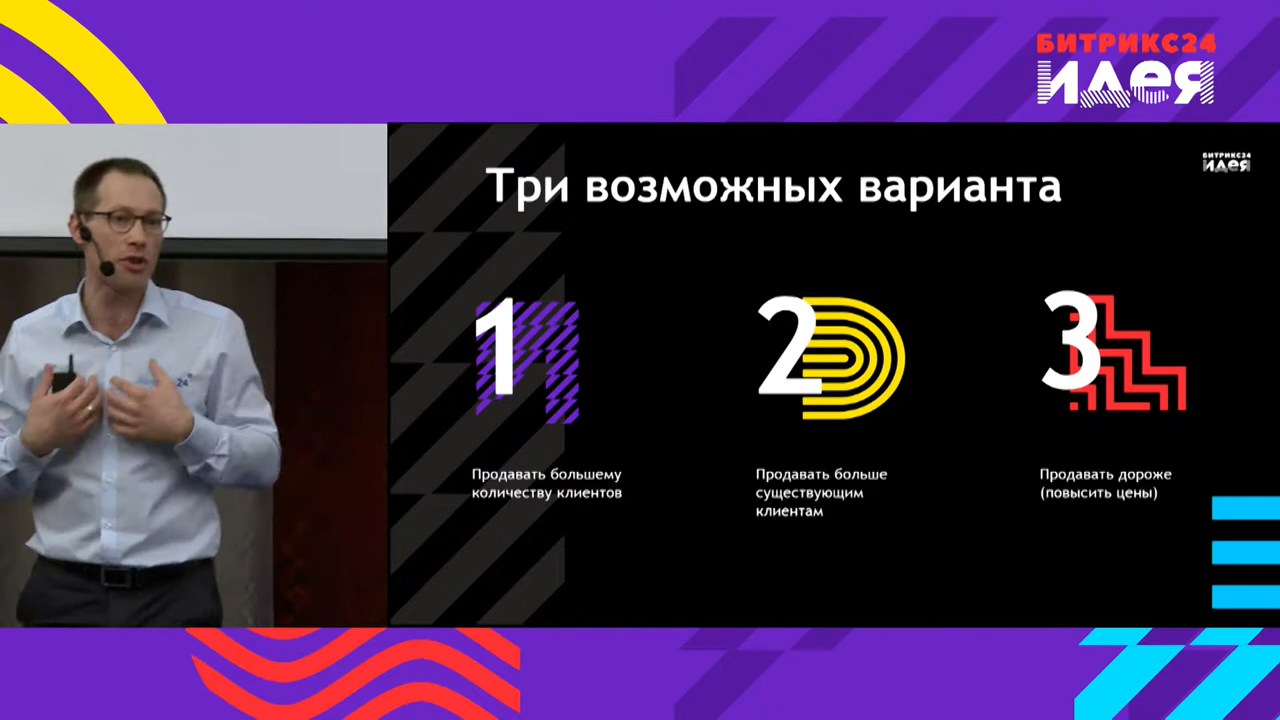 БИТРИКС24
ИДЕЯ
БИТРИКС24
ИДЕЯ
Три возможных варианта
1
2
3
Продавать большему
количеству клиентов
Продавать больше
существующим
клиентам
Продавать дороже
(повысить цены)
24